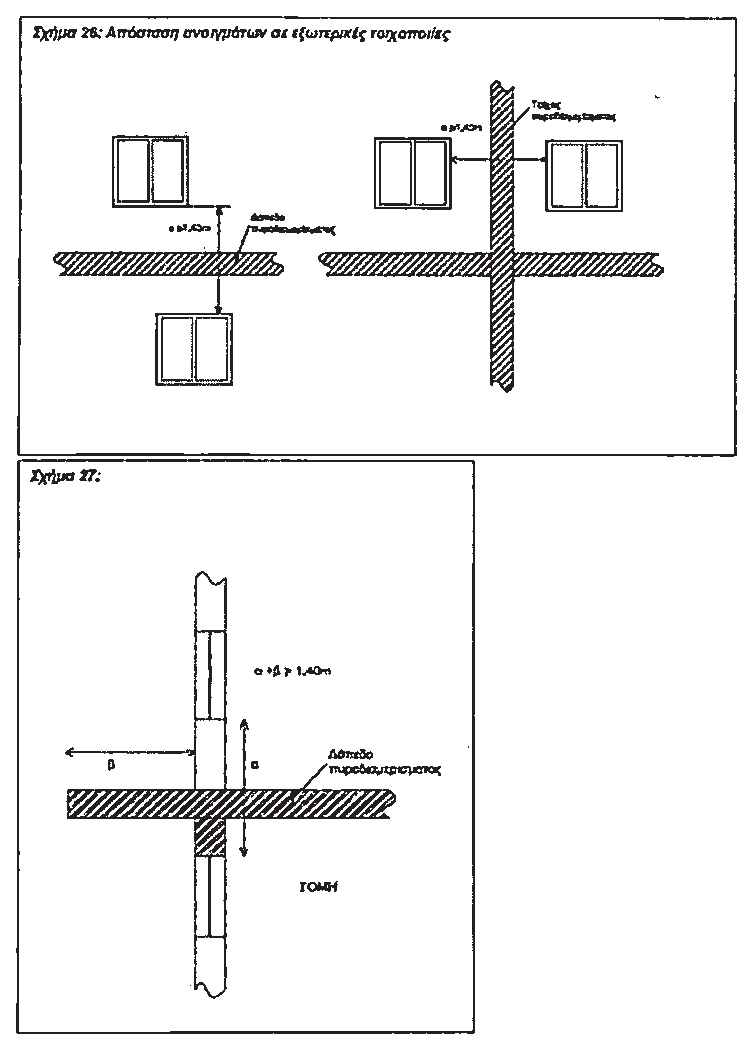 Σχήμα 26: Απόσταση ανοιγμάτων σε εξωτερικές τοιχοποιίες
Τοίχος
πυροδιαμερίσματος
Δάπεδο
πυροδιαμερίσματος
Σχήμα 27:
α + β > 1,40m
β
α
Δάπεδο
πυροδιαμερίσματος
ΤΟΜΗ